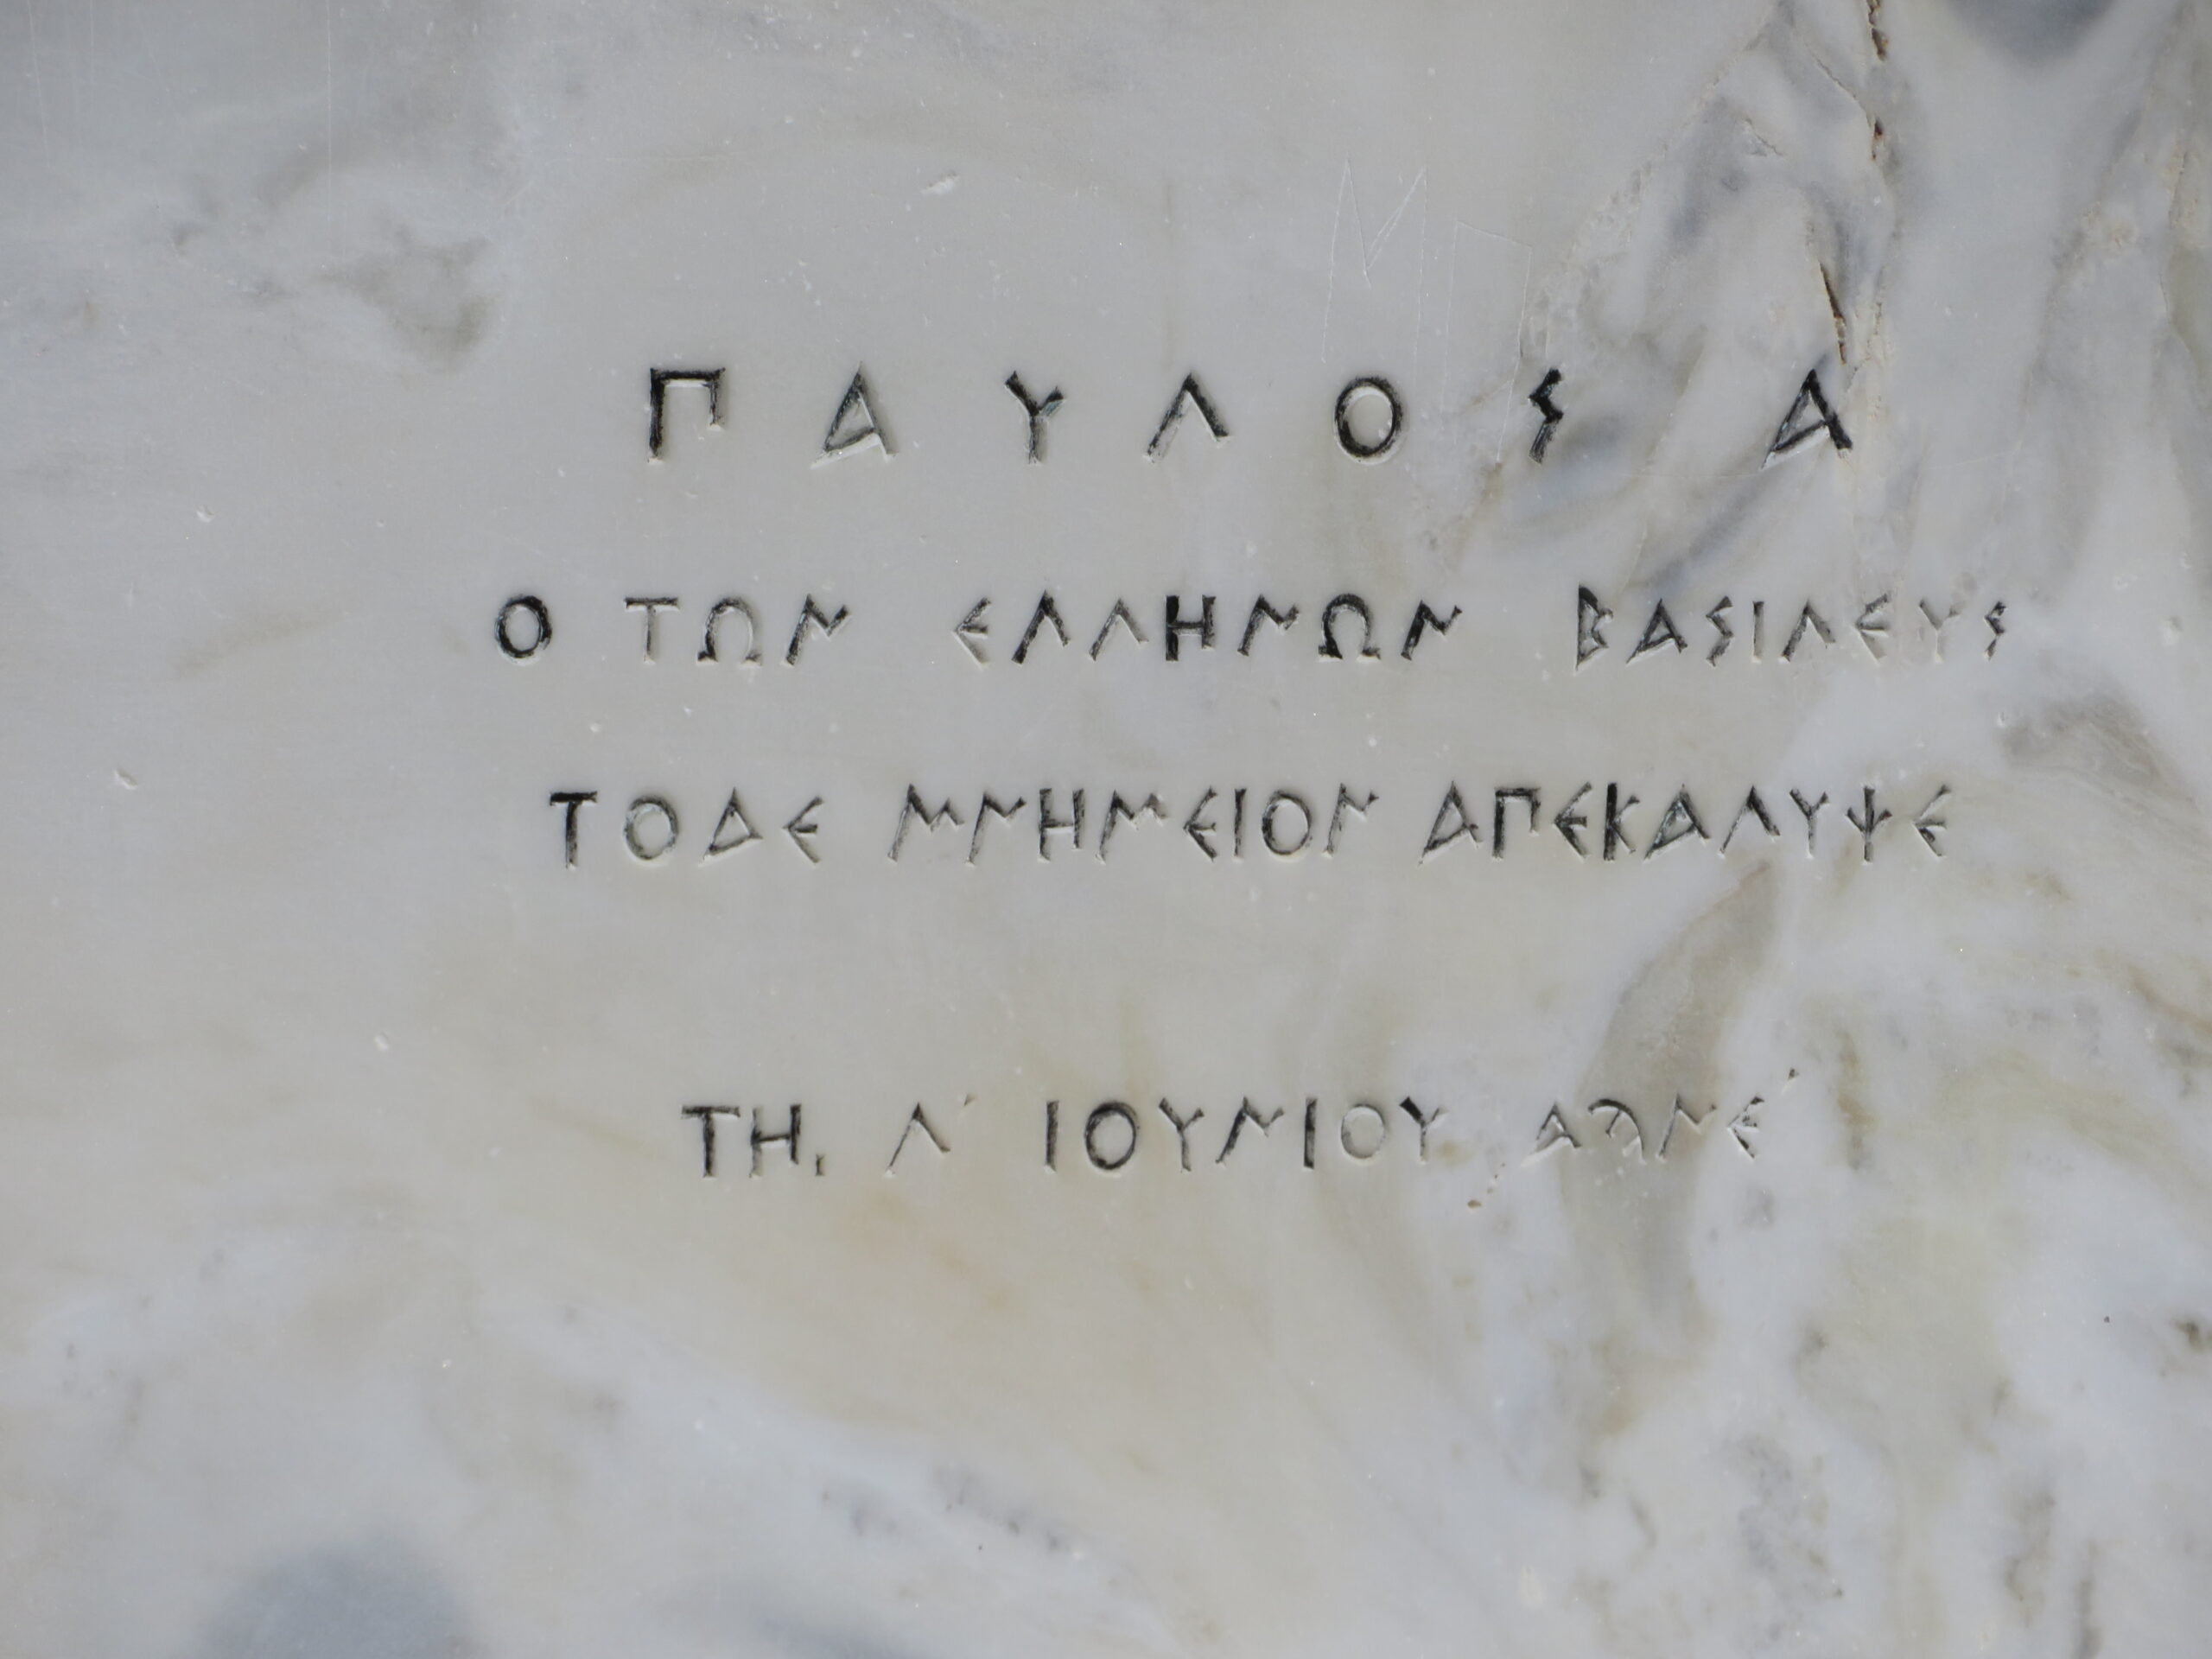 ΠΑΥΛΟΣ Α
Ο ΤΩΝ ΕΛΛΗΝΩΝ ΒΑΣΙΛΕΥΣ
ΤΟΔΕ ΜΝΗΜΕΙΟΝ ΑΠΕΚΑΛΥΨΕ
ΤΗ. Λ΄ ΙΟΥΝΙΟΥ ΑϠΝΕ΄